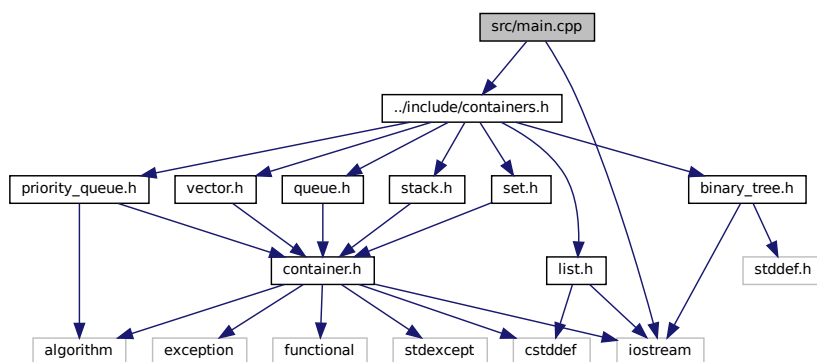 src/main.cpp
../include/containers.h
priority_queue.h
vector.h
queue.h
stack.h
set.h
binary_tree.h
container.h
list.h
stddef.h
algorithm
exception
functional
stdexcept
cstddef
iostream